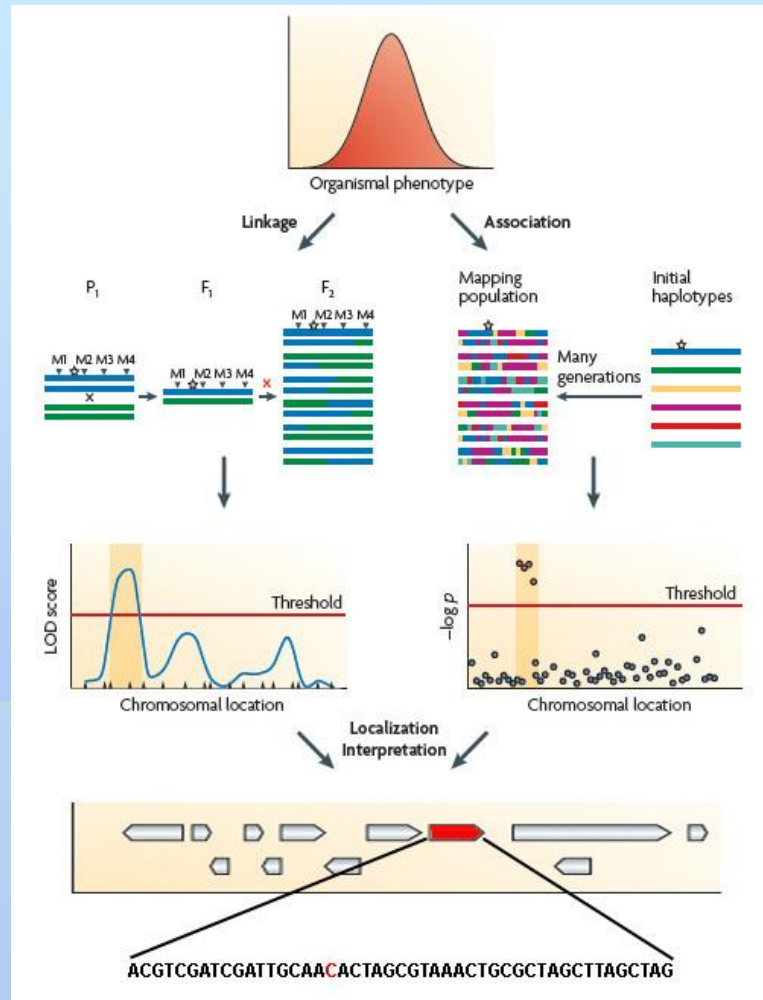 Organismal phenotype
Linkage
Association
P1
F1
F2
M1 M2 M3 M4
M1 M2 M3 M4
M1 M2 M3 M4
x
x
Mapping
population
Initial
haplotypes
Many
generations
LOD score
Threshold
Chromosomal location
–log p
Threshold
Chromosomal location
Localization
Interpretation
ACGTCGATCGATTGCAACACTAGCGTAAACTGCGCTAGCTTAGCTAG